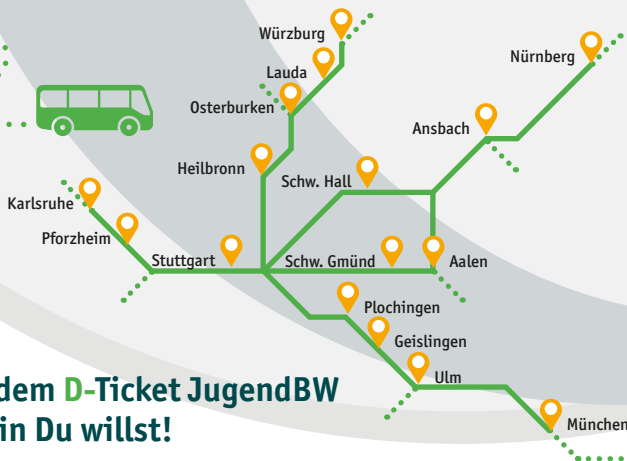 Würzburg
Nürnberg
Lauda
Osterburken
Ansbach
Heilbronn
Schw. Hall
Karlsruhe
Pforzheim
Stuttgart
Schw. Gmünd
Aalen
Plochingen
Geislingen
Ulm
München
dem D-Ticket JugendBW
in Du willst!